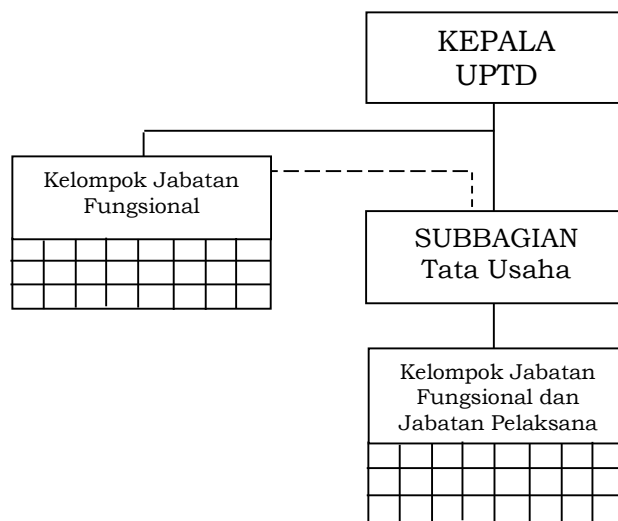 KEPALA
UPTD
Kelompok Jabatan
Fungsional
SUBBAGIAN
Tata Usaha
Kelompok Jabatan
Fungsional dan
Jabatan Pelaksana